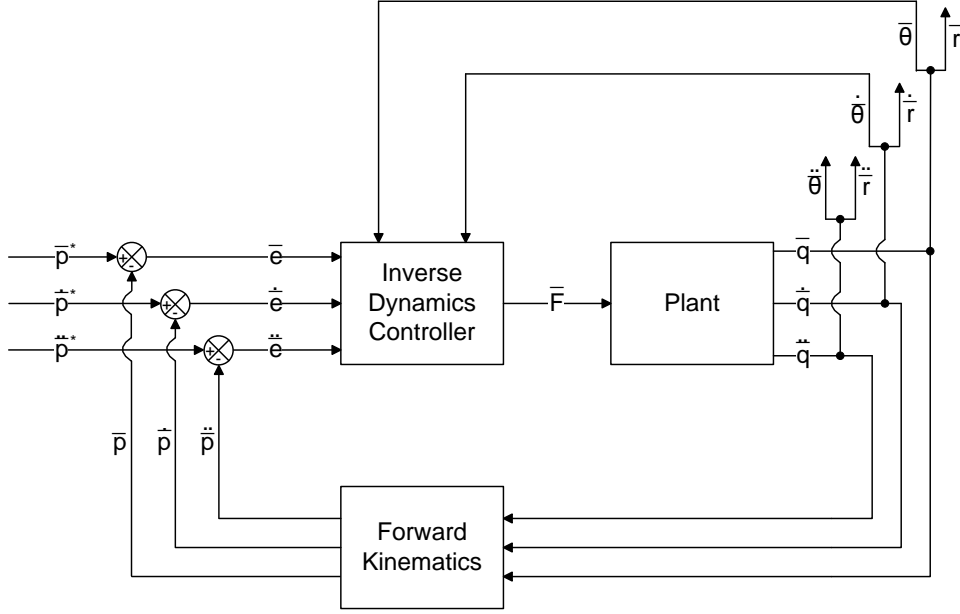 θ̅ r̅
θ̅̇ r̅̇
θ̅̈ r̅̈
p̅* + - e̅
p̅̇* + - e̅̇
p̅̈* + - e̅̈
Inverse
Dynamics
Controller
F̅
Plant
q̅
q̅̇
q̅̈
p̅ p̅̇ p̅̈
Forward
Kinematics